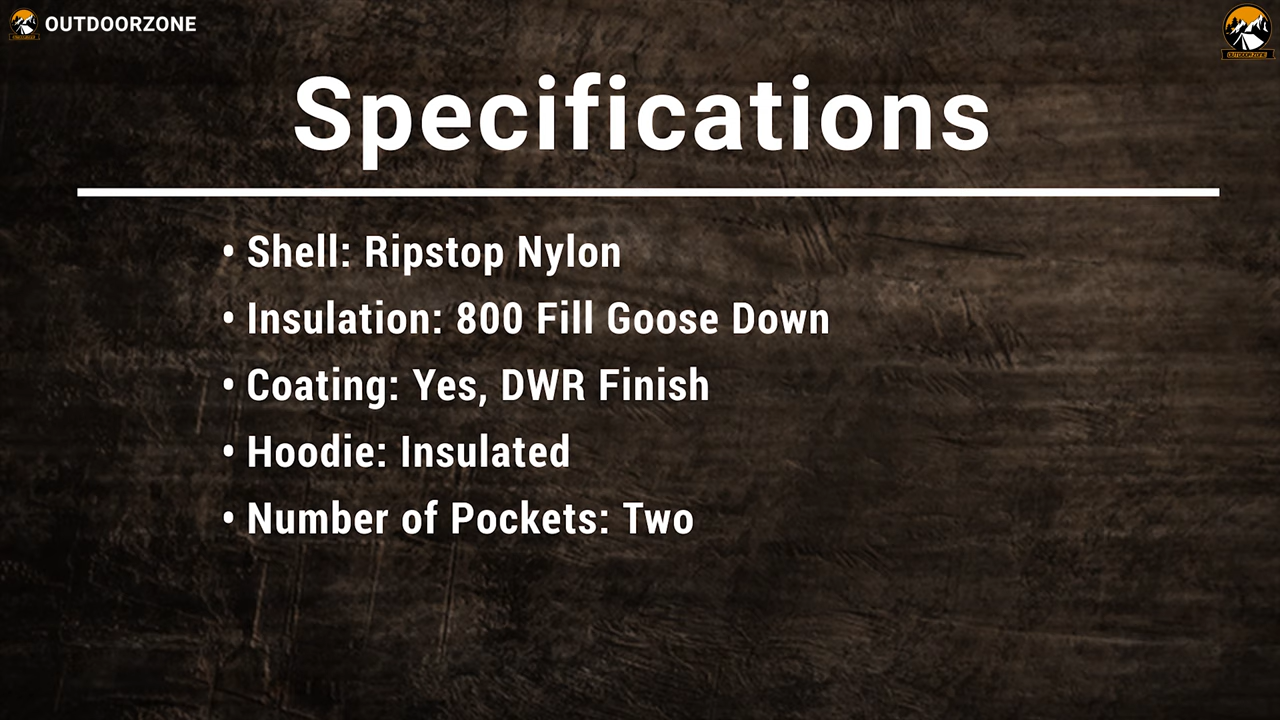 OUTDOORZONE
OUTDOORZONE
Specifications
• Shell: Ripstop Nylon
• Insulation: 800 Fill Goose Down
• Coating: Yes, DWR Finish
• Hoodie: Insulated
• Number of Pockets: Two